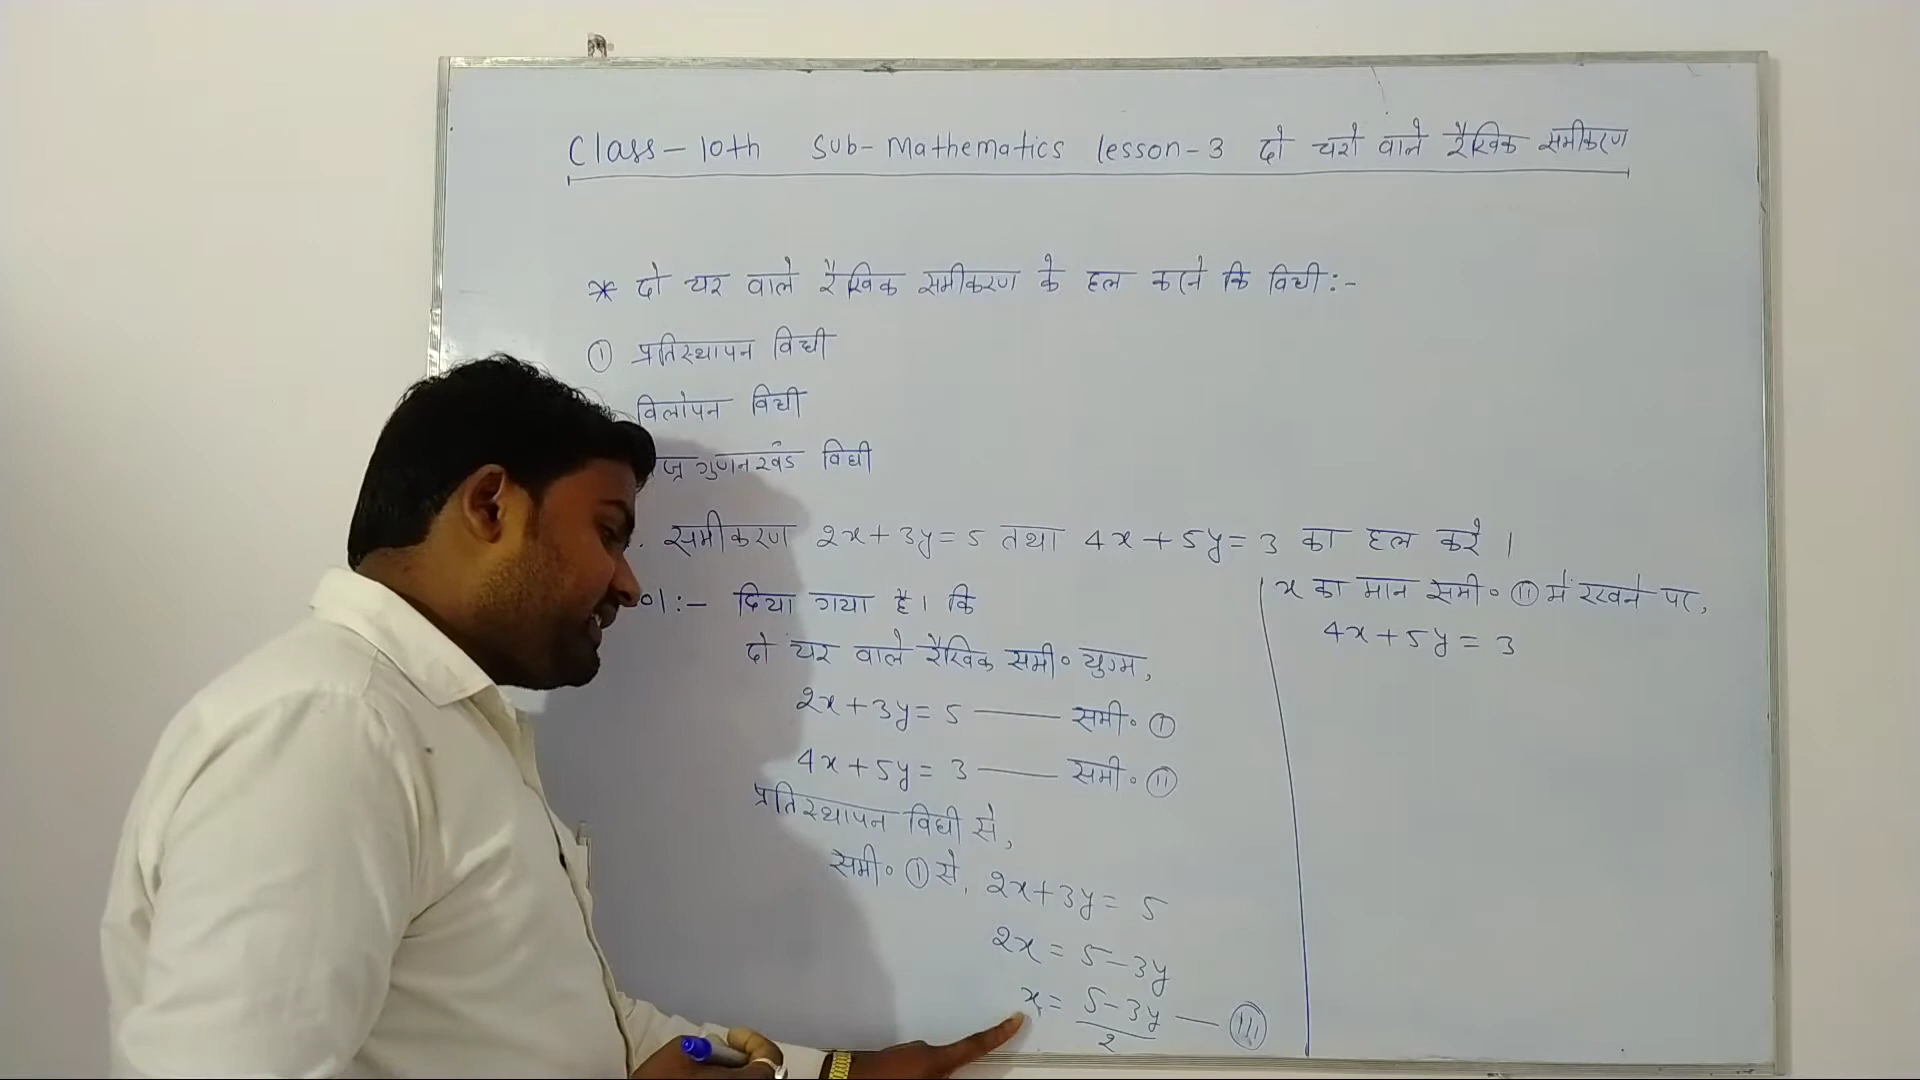 Class-10th Sub-Mathematics lesson-3 दो चरो वाले रैखिक समीकरण
* दो चर वाले रैखिक समीकरण के हल करने कि विधी:-
① प्रतिस्थापन विधी
विलोपन विधी
गुणनखंड विधी
समीकरण 2x+3y=5 तथा 4x+5y=3 का हल करें।
:- दिया गया है। कि
दो चर वाले रैखिक समी० युग्म,
2x+3y=5 — समी० ①
4x+5y=3 — समी० ⑪
प्रतिस्थापन विधी से,
समी० ① से, 2x+3y=5
2x=5-3y
x=5-3y/2 — III
x का मान समी० ⑪ में रखने पर,
4x+5y=3